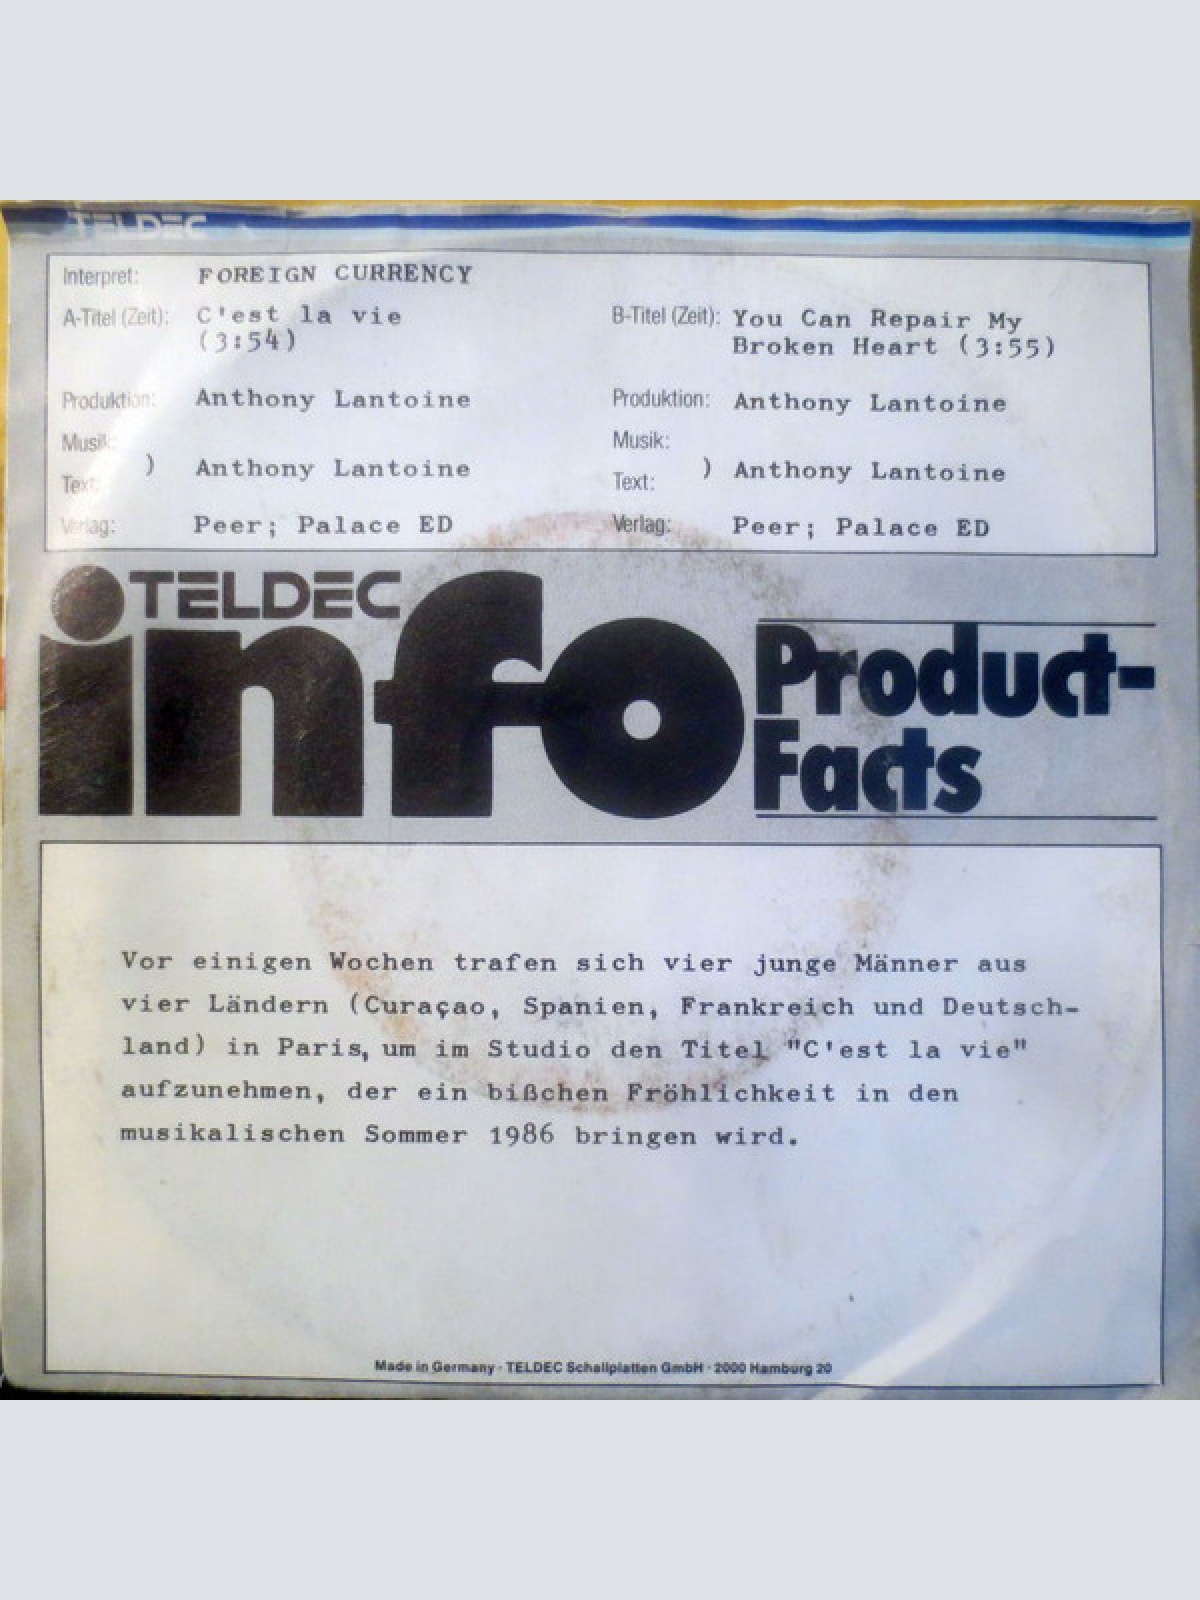 TELDEC
Interpret: FOREIGN CURRENCY
A-Titel (Zeit): C'est la vie
(3:54)
B-Titel (Zeit): You Can Repair My
Broken Heart (3:55)
Produktion: Anthony Lantoine
Produktion: Anthony Lantoine
Musik:
) Anthony Lantoine
Text:
Musik:
) Anthony Lantoine
Text:
Verlag: Peer; Palace ED
Verlag: Peer; Palace ED
TELDEC
info
Product-
Facts
Vor einigen Wochen trafen sich vier junge Männer aus
vier Ländern (Curaçao, Spanien, Frankreich und Deutsch-
land) in Paris, um im Studio den Titel "C'est la vie"
aufzunehmen, der ein bißchen Fröhlichkeit in den
musikalischen Sommer 1986 bringen wird.
Made in Germany · TELDEC Schallplatten GmbH · 2000 Hamburg 20